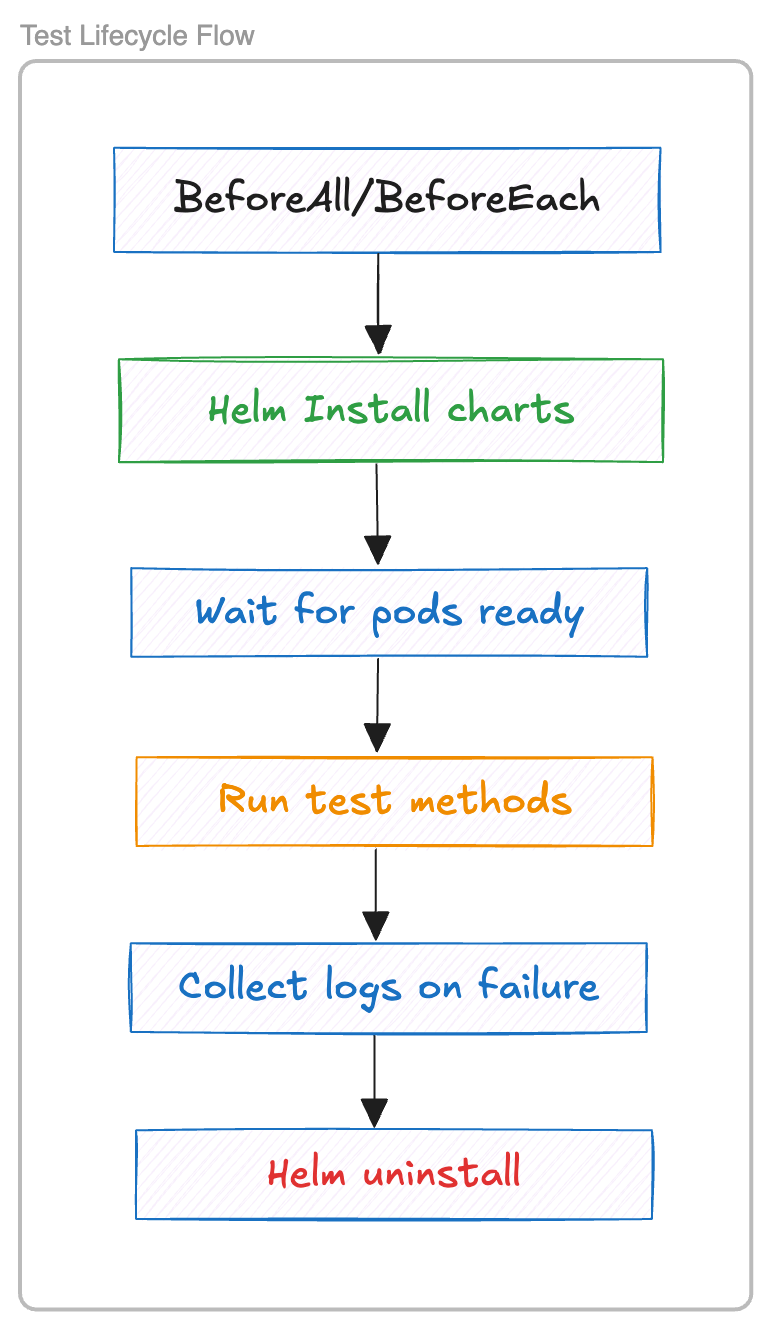 Test Lifecycle Flow
BeforeAll/BeforeEach
Helm Install charts
Wait for pods ready
Run test methods
Collect logs on failure
Helm uninstall